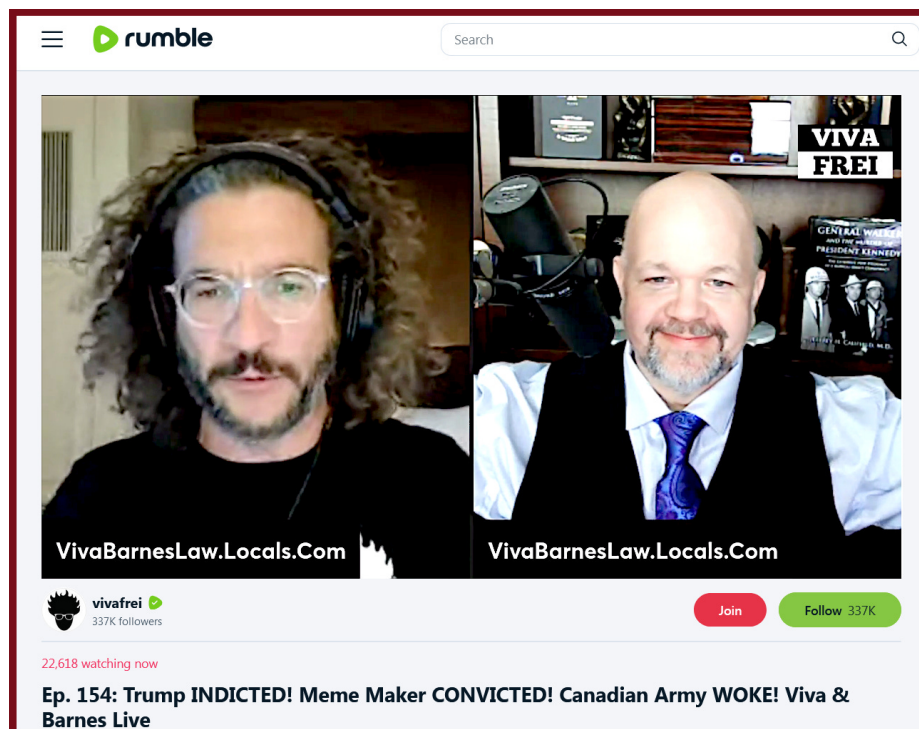 rumble
Search
VIVA
FREI
GENERAL WALKER
AND THE MURDER OF
PRESIDENT KENNEDY
JEFFREY H. CAUFIELD, M.D.
VivaBarnesLaw.Locals.Com
VivaBarnesLaw.Locals.Com
vivafrei
337K followers
Join
Follow 337K
22,618 watching now
Ep. 154: Trump INDICTED! Meme Maker CONVICTED! Canadian Army WOKE! Viva &
Barnes Live